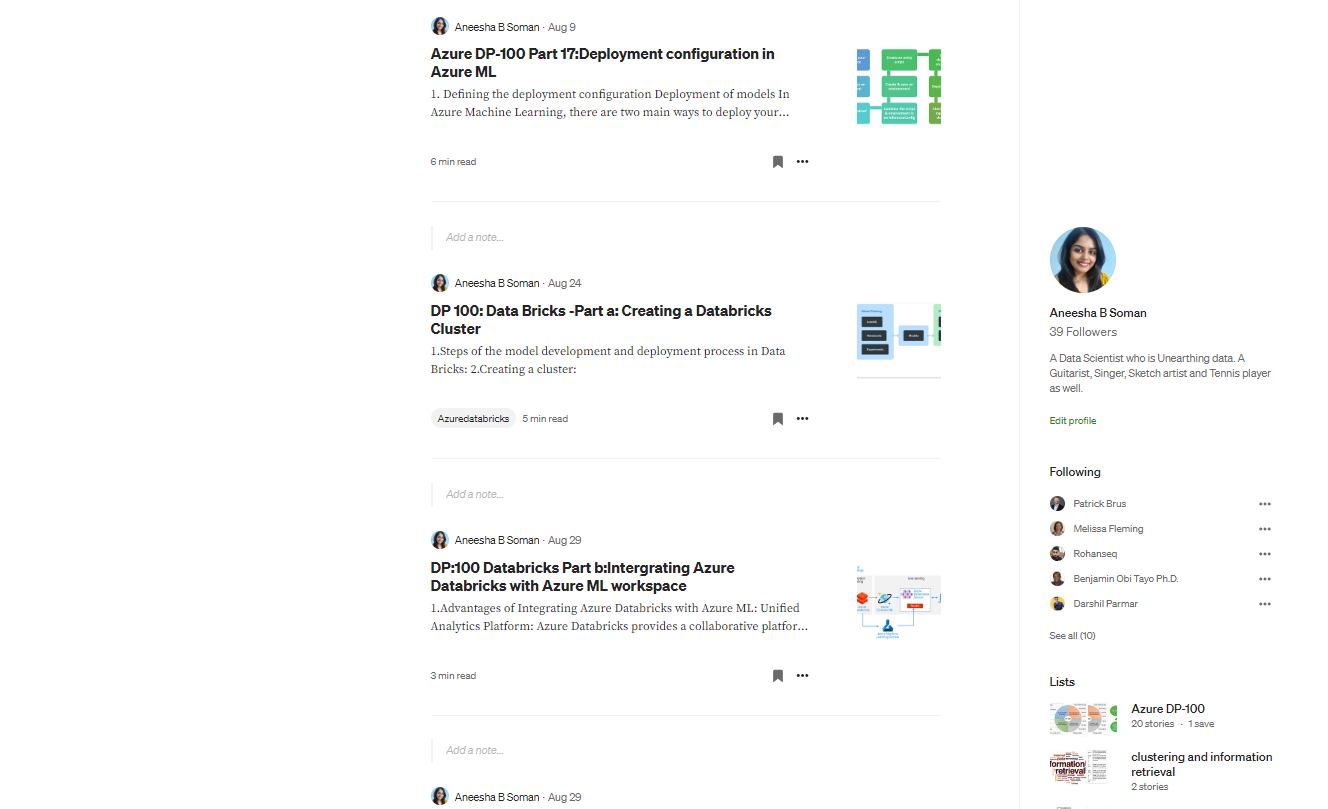 Aneesha B Soman · Aug 9
Azure DP-100 Part 17:Deployment configuration in
Azure ML
1. Defining the deployment configuration Deployment of models In
Azure Machine Learning, there are two main ways to deploy your...
6 min read
Add a note...
Aneesha B Soman · Aug 24
DP 100: Data Bricks -Part a: Creating a Databricks
Cluster
1.Steps of the model development and deployment process in Data
Bricks: 2.Creating a cluster:
Azuredatabricks 5 min read
Add a note...
Aneesha B Soman · Aug 29
DP:100 Databricks Part b:Intergrating Azure
Databricks with Azure ML workspace
1.Advantages of Integrating Azure Databricks with Azure ML: Unified
Analytics Platform: Azure Databricks provides a collaborative platfor...
3 min read
Add a note...
Aneesha B Soman · Aug 29
Aneesha B Soman
39 Followers
A Data Scientist who is Unearthing data. A
Guitarist, Singer, Sketch artist and Tennis player
as well.
Edit profile
Following
Patrick Brus
Melissa Fleming
Rohanseq
Benjamin Obi Tayo Ph.D.
Darshil Parmar
See all (10)
Lists
Azure DP-100
20 stories · 1 save
formation
retrieval
clustering and information
retrieval
2 stories